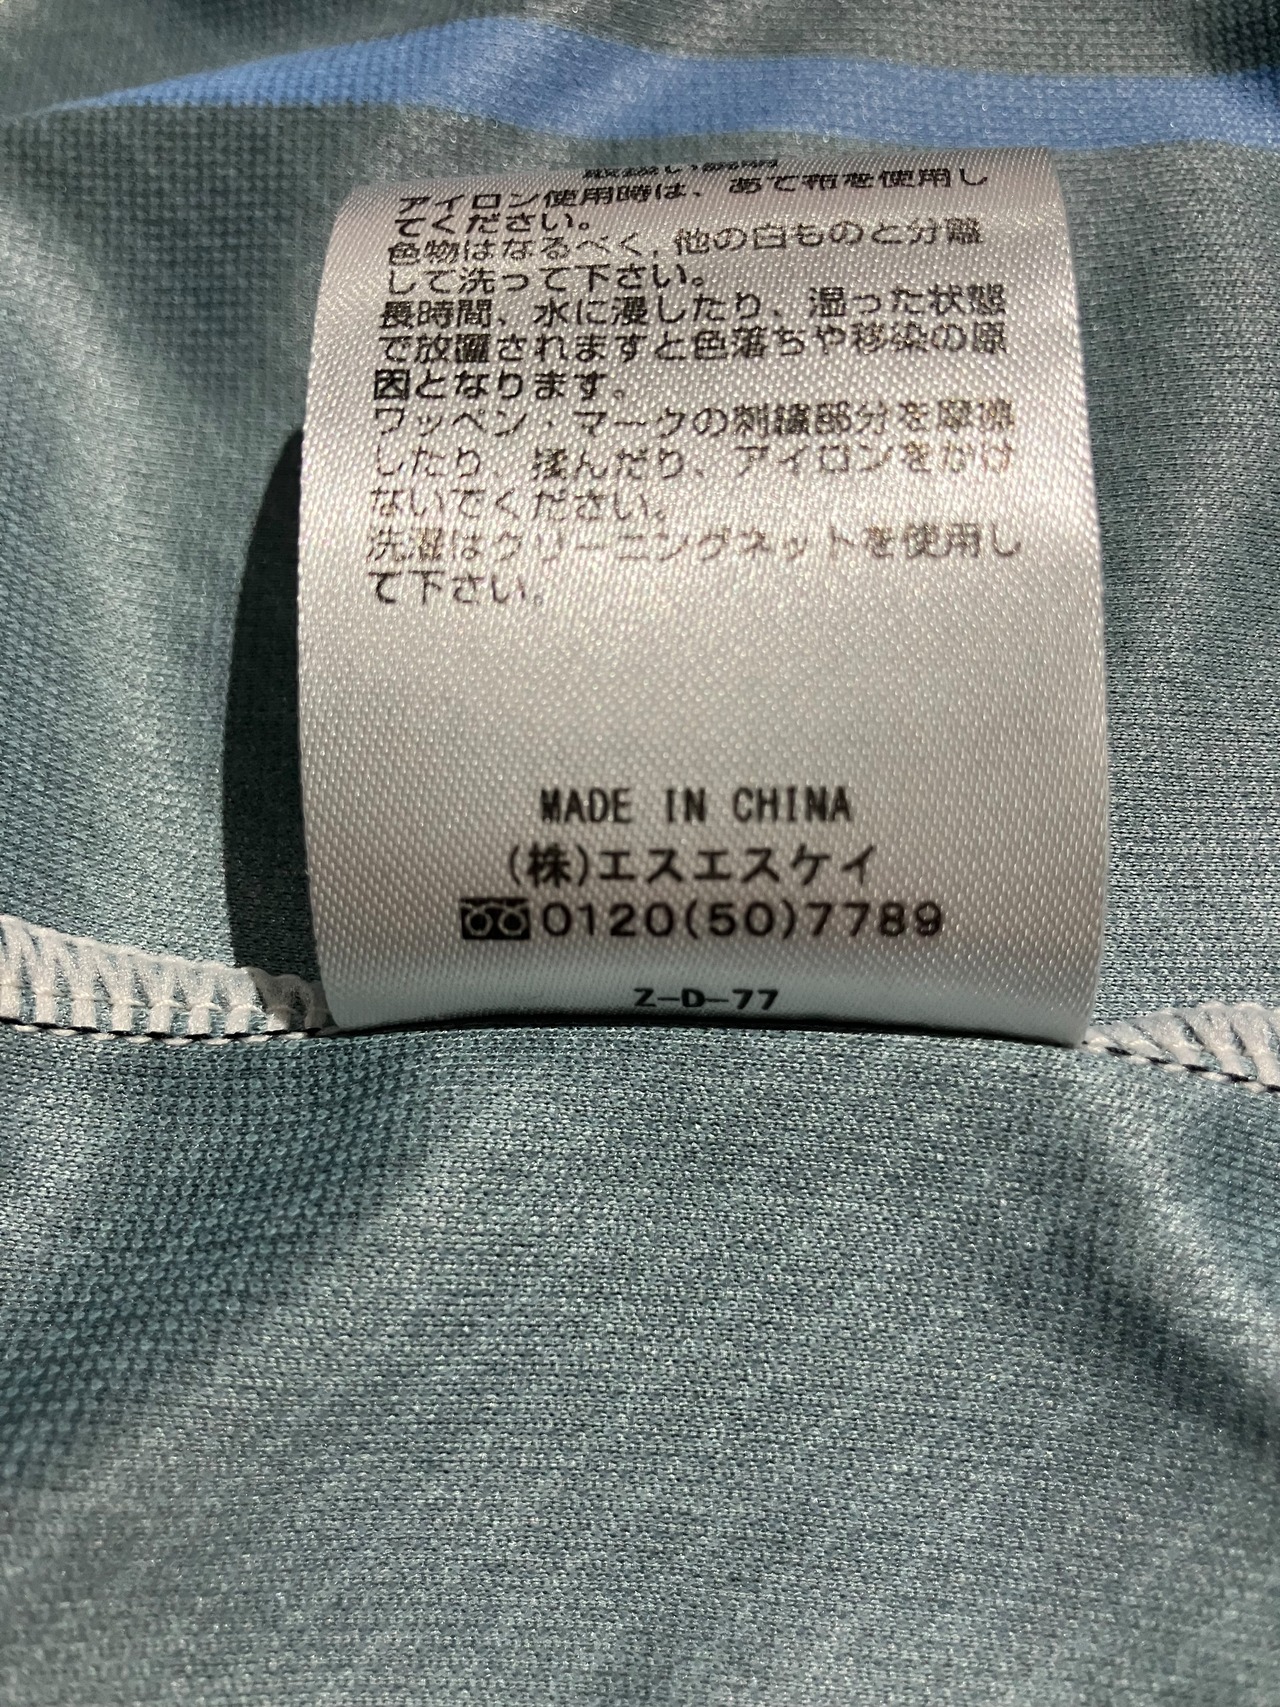 取扱い説明
アイロン使用時は、あて布を使用し
てください。
色物はなるべく,他の白ものと分離
して洗って下さい。
長時間、水に浸したり、湿った状態
で放置されますと色落ちや移染の原
因となります。
ワッペン・マークの刺繍部分を摩擦
したり、揉んだり、アイロンをかけ
ないでください。
洗濯はクリーニングネットを使用し
て下さい。
MADE IN CHINA
(株)エスエスケイ
0120(50)7789
Z-D-77